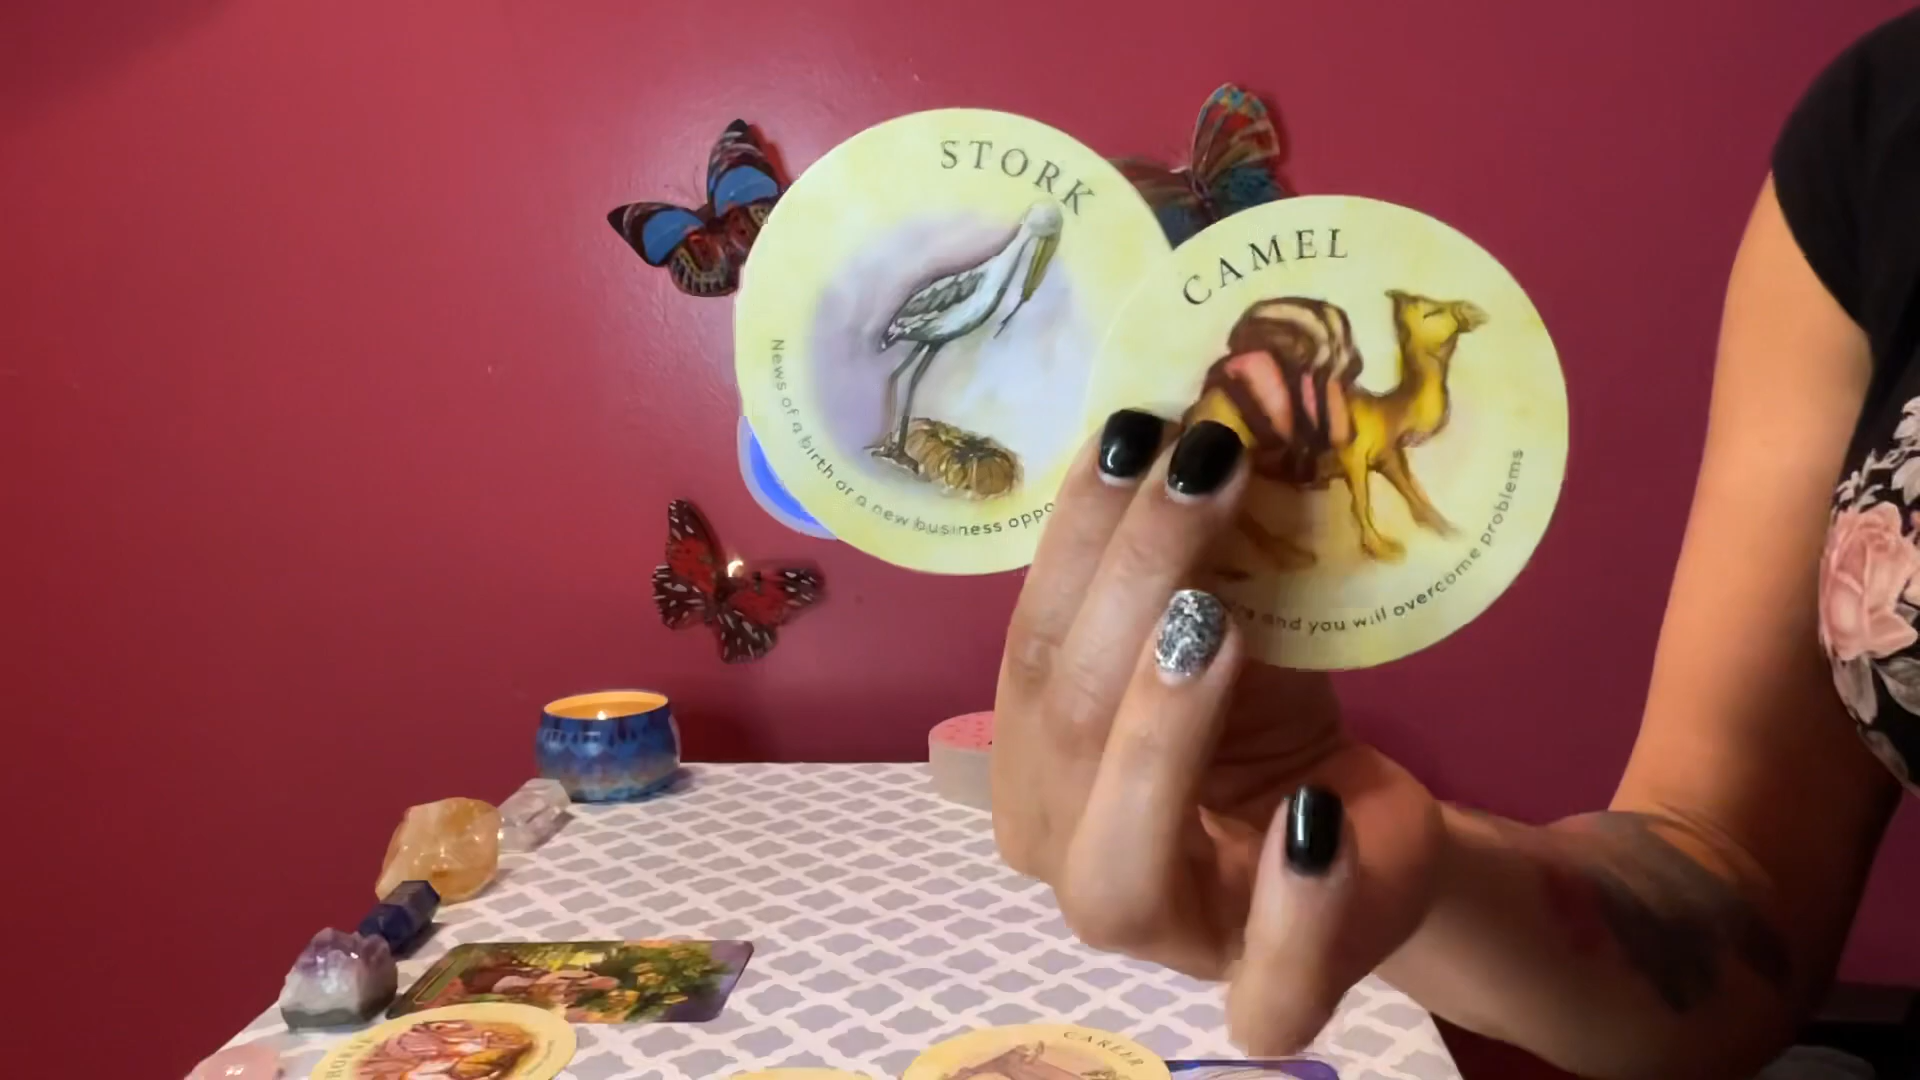 STORK
News of a birth or a new business oppo
CAMEL
and you will overcome problems
HORSE
CAREER